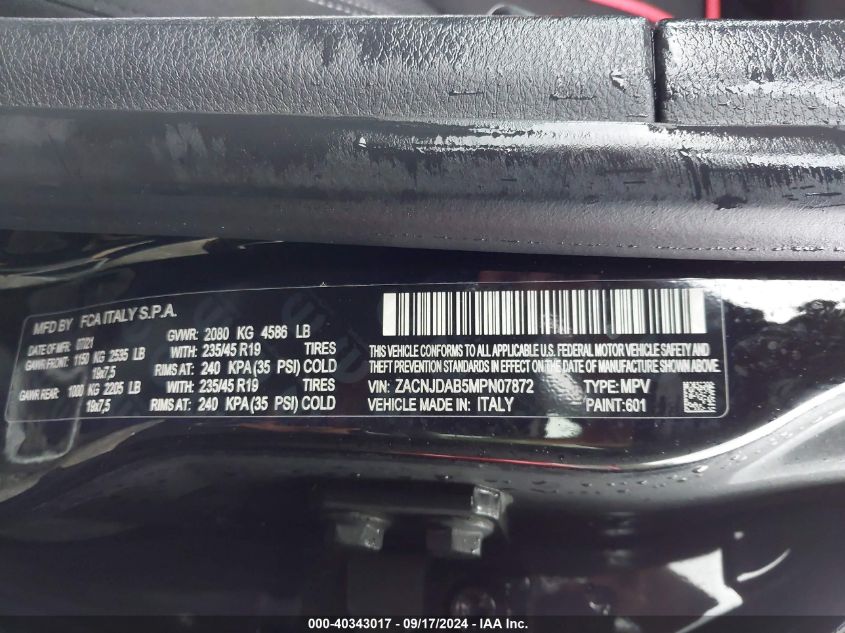 MFD BY FCA ITALY S.P.A.
DATE OF MFR 07/21 GVWR: 2080 KG 4586 LB
GAWR FRONT: 1150 KG 2535 LB WITH: 235/45 R19 TIRES
19x7,5 RIMS AT: 240 KPA (35 PSI) COLD
GAWR REAR: 1000 KG 2205 LB WITH: 235/45 R19 TIRES
19x7,5 RIMS AT: 240 KPA (35 PSI) COLD
THIS VEHICLE CONFORMS TO ALL APPLICABLE U.S. FEDERAL MOTOR VEHICLE SAFETY AND
THEFT PREVENTION STANDARDS IN EFFECT ON THE DATE OF MANUFACTURE SHOWN ABOVE.
VIN: ZACNJDAB5MPN07872 TYPE: MPV
VEHICLE MADE IN: ITALY PAINT: 601
000-40343017 - 09/17/2024 - IAA Inc.